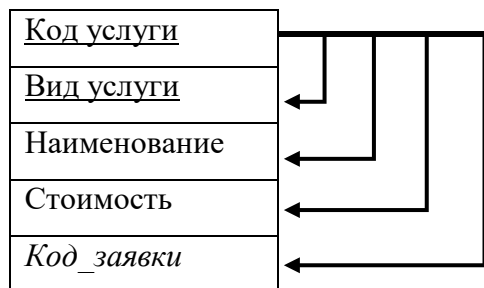 Код услуги
Вид услуги
Наименование
Стоимость
Код_заявки